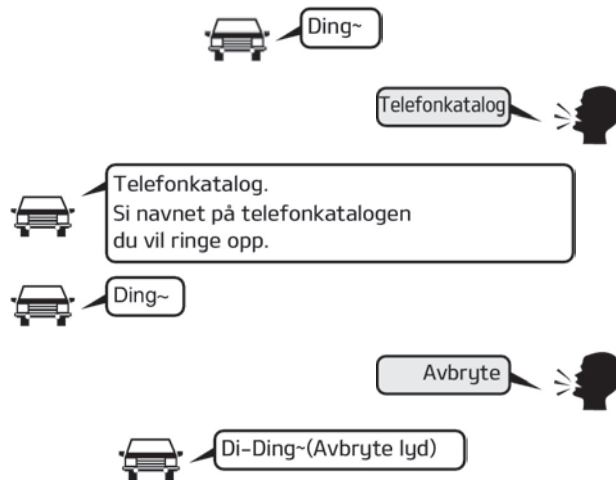 Ding~
Telefonkatalog
Telefonkatalog.
Si navnet på telefonkatalogen
du vil ringe opp.
Ding~
Avbryte
Di-Ding~(Avbryte lyd)